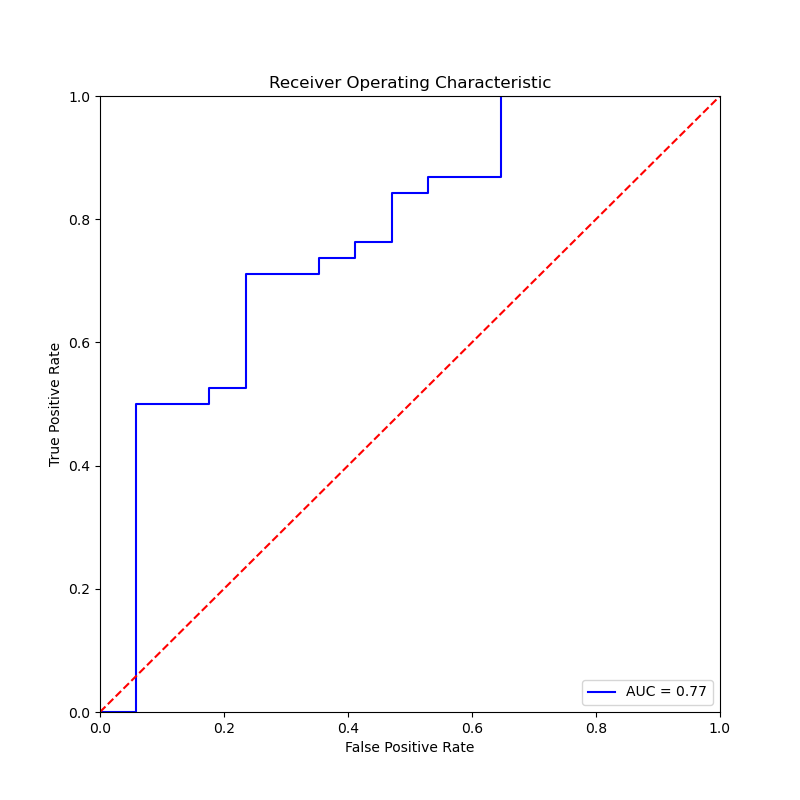 Receiver Operating Characteristic
1.0
0.8
0.6
0.4
0.2
0.0
True Positive Rate
AUC = 0.77
0.0 0.2 0.4 0.6 0.8 1.0
False Positive Rate